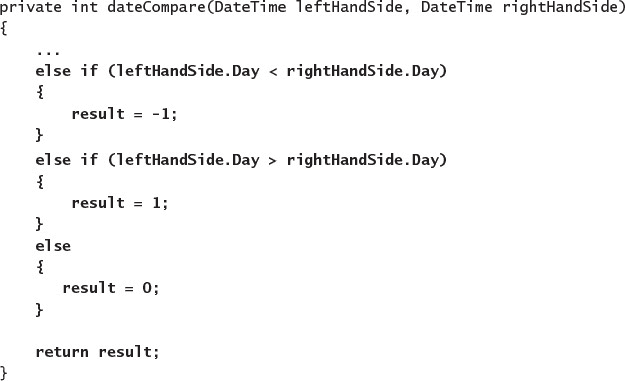 private int dateCompare(DateTime leftHandSide, DateTime rightHandSide)
{
    ...
    else if (leftHandSide.Day < rightHandSide.Day)
    {
        result = -1;
    }
    else if (leftHandSide.Day > rightHandSide.Day)
    {
        result = 1;
    }
    else
    {
       result = 0;
    }

    return result;
}